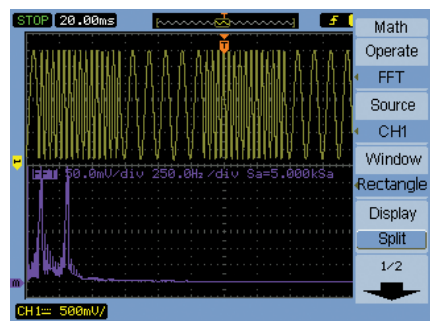 STOP 20.00ms T f
Math
Operate
FFT
Source
CH1
Window
Rectangle
Display
Split
1/2
T
1
FFT 50.0mV/div 250.0Hz/div Sa=5.000kSa
m
CH1 500mV/